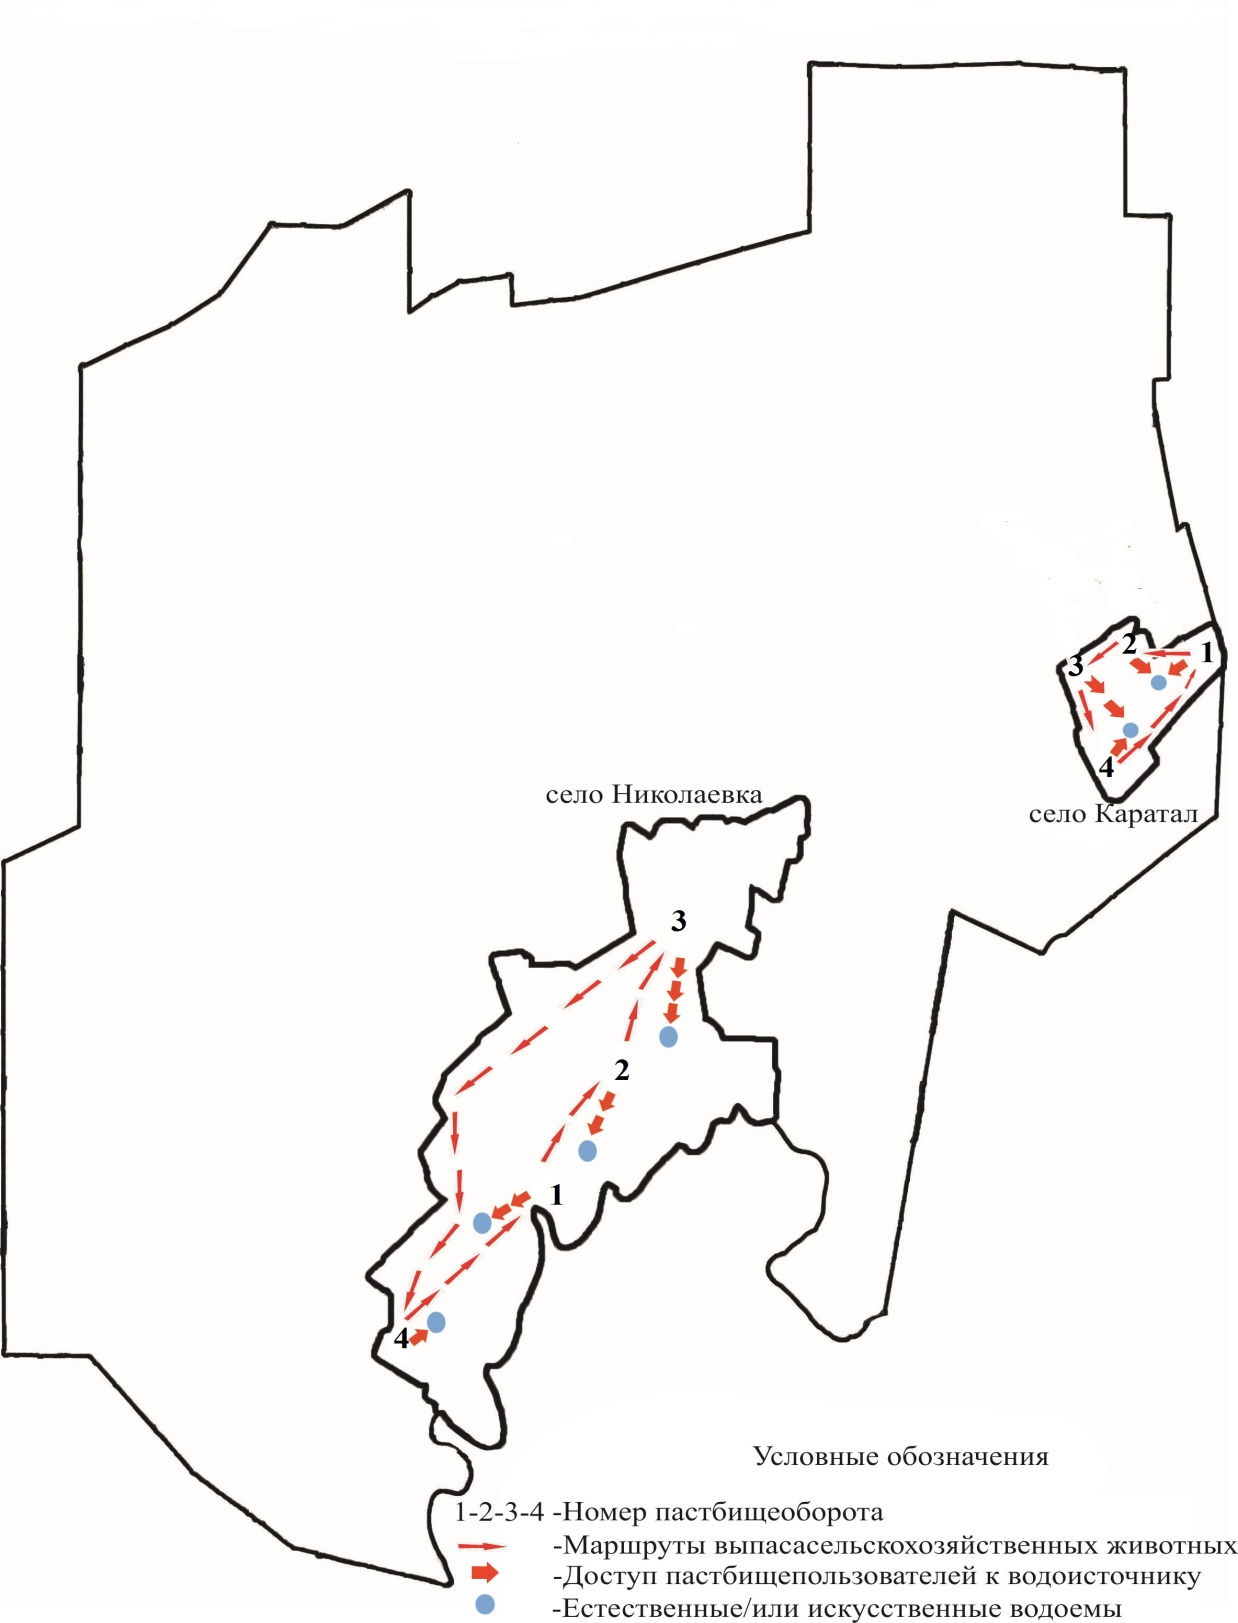 2
1
3
4
село Николаевка
село Каратал
3
2
1
4
Условные обозначения
1-2-3-4 -Номер пастбищеоборота
-Маршруты выпасасельскохозяйственных животных
-Доступ пастбищепользователей к водоисточнику
-Естественные/или искусственные водоемы